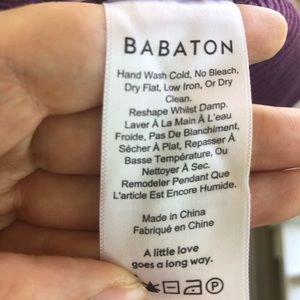 BABATON
Hand Wash Cold, No Bleach,
Dry Flat, Low Iron, Or Dry
Clean.
Reshape Whilst Damp.
Laver À La Main À L'eau
Froide, Pas De Blanchiment,
Sécher À Plat, Repasser À
Basse Température, Ou
Nettoyer À Sec.
Remodeler Pendant Que
L'article Est Encore Humide.
Made in China
Fabriqué en Chine
A little love
goes a long way.